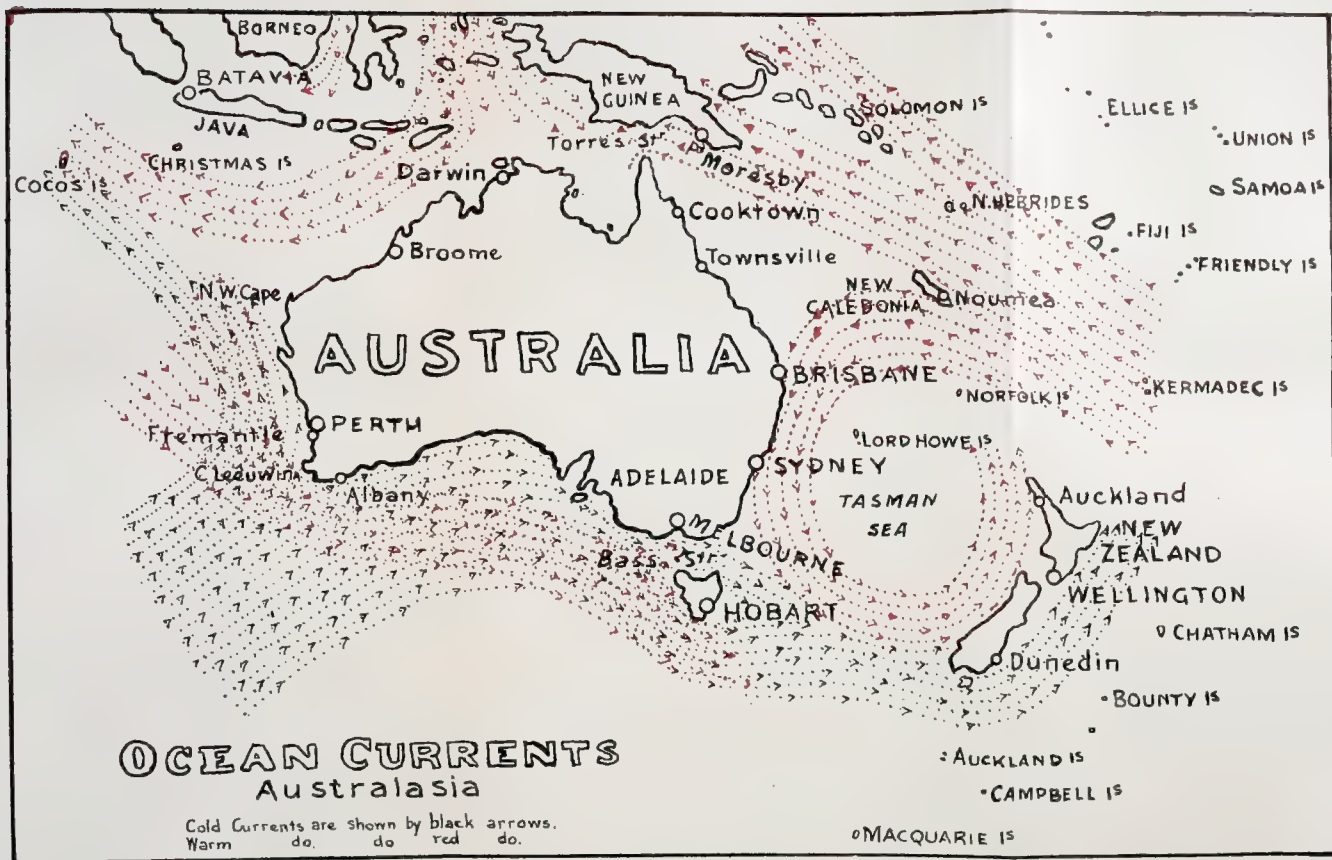 BORNEO
BATAVIA
JAVA
CHRISTMAS IS
COCOS IS
NEW
GUINEA
SOLOMON IS
ELLICE IS
UNION IS
SAMOA IS
Torres Str
P. Moresby
Darwin
Cooktown
N. HEBRIDES
FIJI IS
FRIENDLY IS
Broome
Townsville
N.W. Cape
NEW
CALEDONIA
Noumea
AUSTRALIA
BRISBANE
NORFOLK IS
KERMADEC IS
PERTH
Fremantle
LORD HOWE IS
C. Leeuwin
Albany
ADELAIDE
SYDNEY
TASMAN
SEA
Auckland
NEW
ZEALAND
MELBOURNE
Bass Str
HOBART
WELLINGTON
CHATHAM IS
Dunedin
BOUNTY IS
AUCKLAND IS
CAMPBELL IS
MACQUARIE IS
OCEAN CURRENTS
Australasia
Cold Currents are shown by black arrows.
Warm do. do red do.